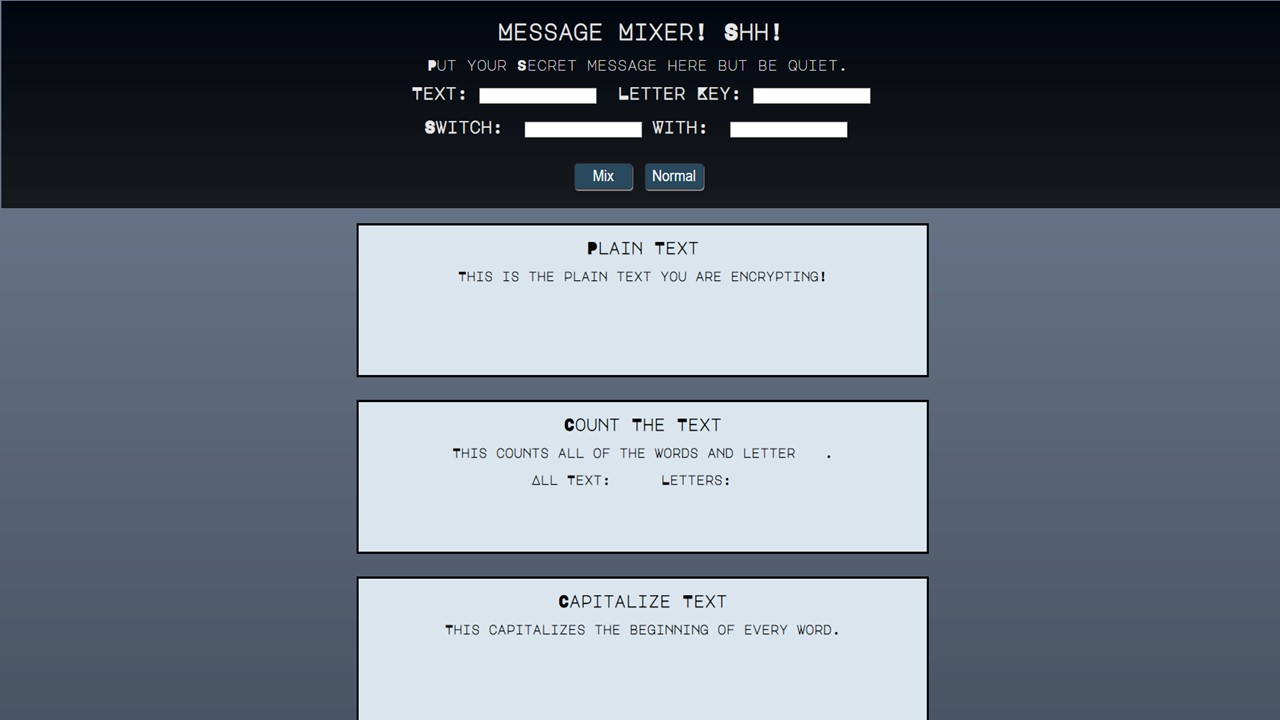 MESSAGE MIXER! SHH!
PUT YOUR SECRET MESSAGE HERE BUT BE QUIET.
TEXT: LETTER KEY:
SWITCH: WITH:
Mix Normal
PLAIN TEXT
THIS IS THE PLAIN TEXT YOU ARE ENCRYPTING!
COUNT THE TEXT
THIS COUNTS ALL OF THE WORDS AND LETTER .
ALL TEXT: LETTERS:
CAPITALIZE TEXT
THIS CAPITALIZES THE BEGINNING OF EVERY WORD.